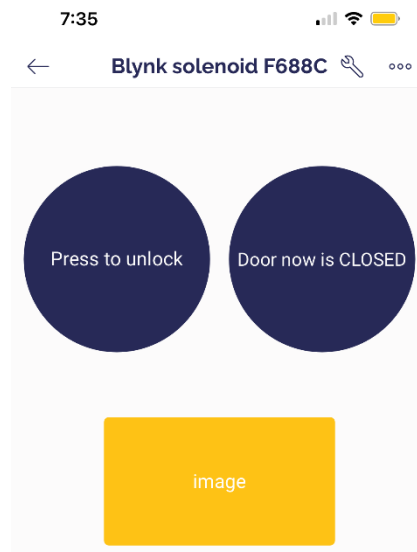 7:35
Blynk solenoid F688C
Press to unlock
Door now is CLOSED
image